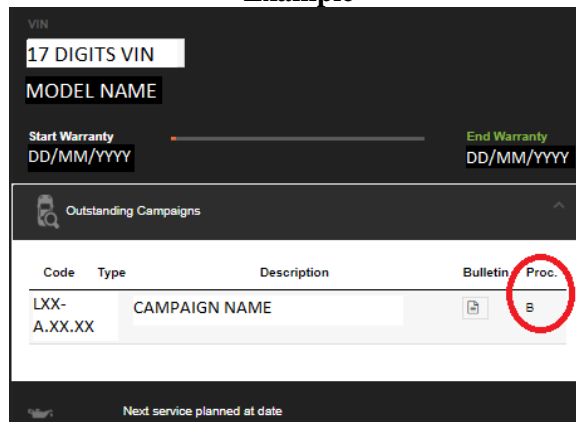 Example
VIN
17 DIGITS VIN
MODEL NAME
Start Warranty End Warranty
DD/MM/YYYY DD/MM/YYYY
Outstanding Campaigns
Code Type Description Bulletin Proc.
LXX- CAMPAIGN NAME B
A.XX.XX
Next service planned at date